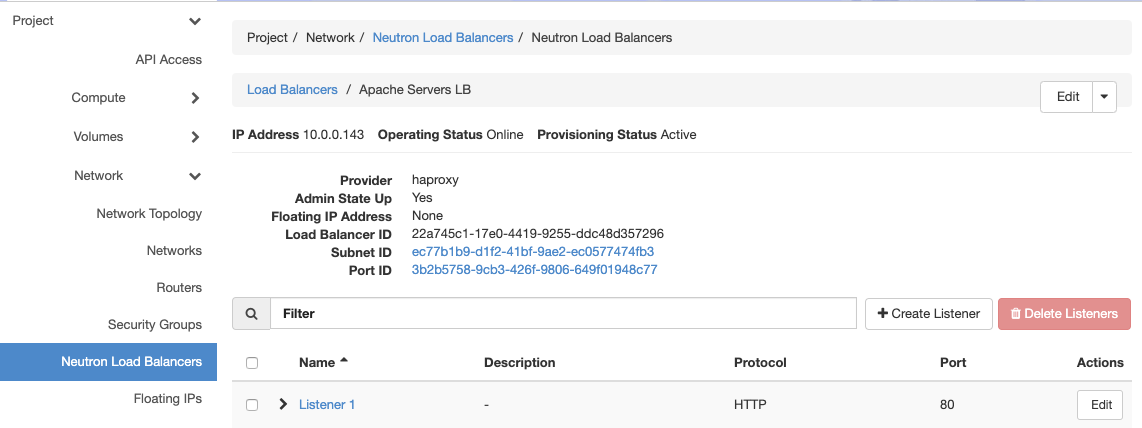 Project
API Access
Compute
Volumes
Network
Network Topology
Networks
Routers
Security Groups
Neutron Load Balancers
Floating IPs
Project / Network / Neutron Load Balancers / Neutron Load Balancers
Load Balancers / Apache Servers LB
Edit
IP Address 10.0.0.143 Operating Status Online Provisioning Status Active
Provider haproxy
Admin State Up Yes
Floating IP Address None
Load Balancer ID 22a745c1-17e0-4419-9255-ddc48d357296
Subnet ID ec77b1b9-d1f2-41bf-9ae2-ec0577474fb3
Port ID 3b2b5758-9cb3-426f-9806-649f01948c77
Filter
+ Create Listener
Delete Listeners
Name Description Protocol Port Actions
Listener 1 - HTTP 80 Edit